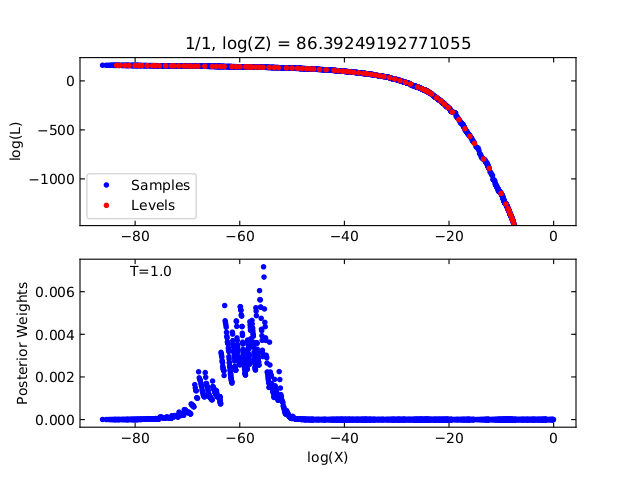 1/1, log(Z) = 86.39249192771055
0
−500
−1000
log(L)
Samples
Levels
−80 −60 −40 −20 0
T=1.0
0.006
0.004
0.002
0.000
Posterior Weights
−80 −60 −40 −20 0
log(X)